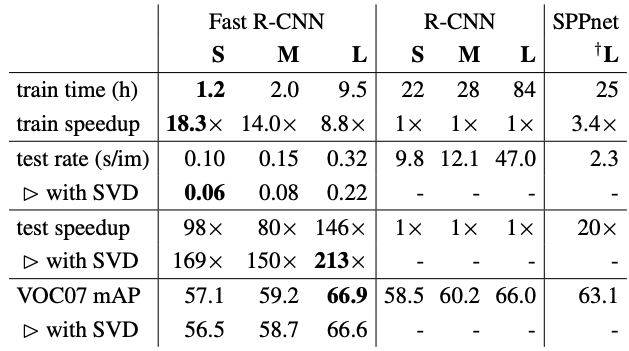 Fast R-CNN R-CNN SPPnet
S M L S M L †L
train time (h) 1.2 2.0 9.5 22 28 84 25
train speedup 18.3× 14.0× 8.8× 1× 1× 1× 3.4×
test rate (s/im) 0.10 0.15 0.32 9.8 12.1 47.0 2.3
▷ with SVD 0.06 0.08 0.22 - - - -
test speedup 98× 80× 146× 1× 1× 1× 20×
▷ with SVD 169× 150× 213× - - - -
VOC07 mAP 57.1 59.2 66.9 58.5 60.2 66.0 63.1
▷ with SVD 56.5 58.7 66.6 - - - -